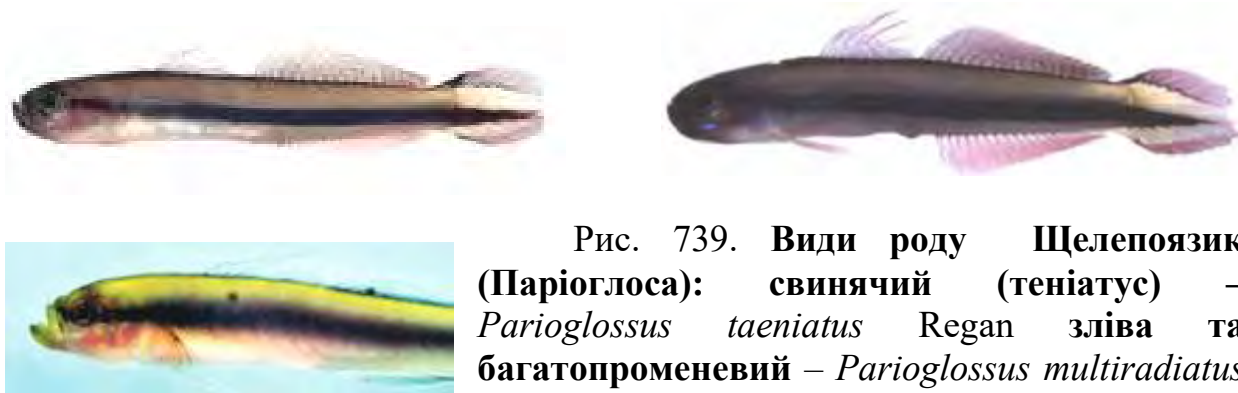 Рис. 739. Види роду Щелепоязик
(Паріоглоса): свинячий (теніатус) –
Parioglossus taeniatus Regan зліва та
багатопроменевий – Parioglossus multiradiatus